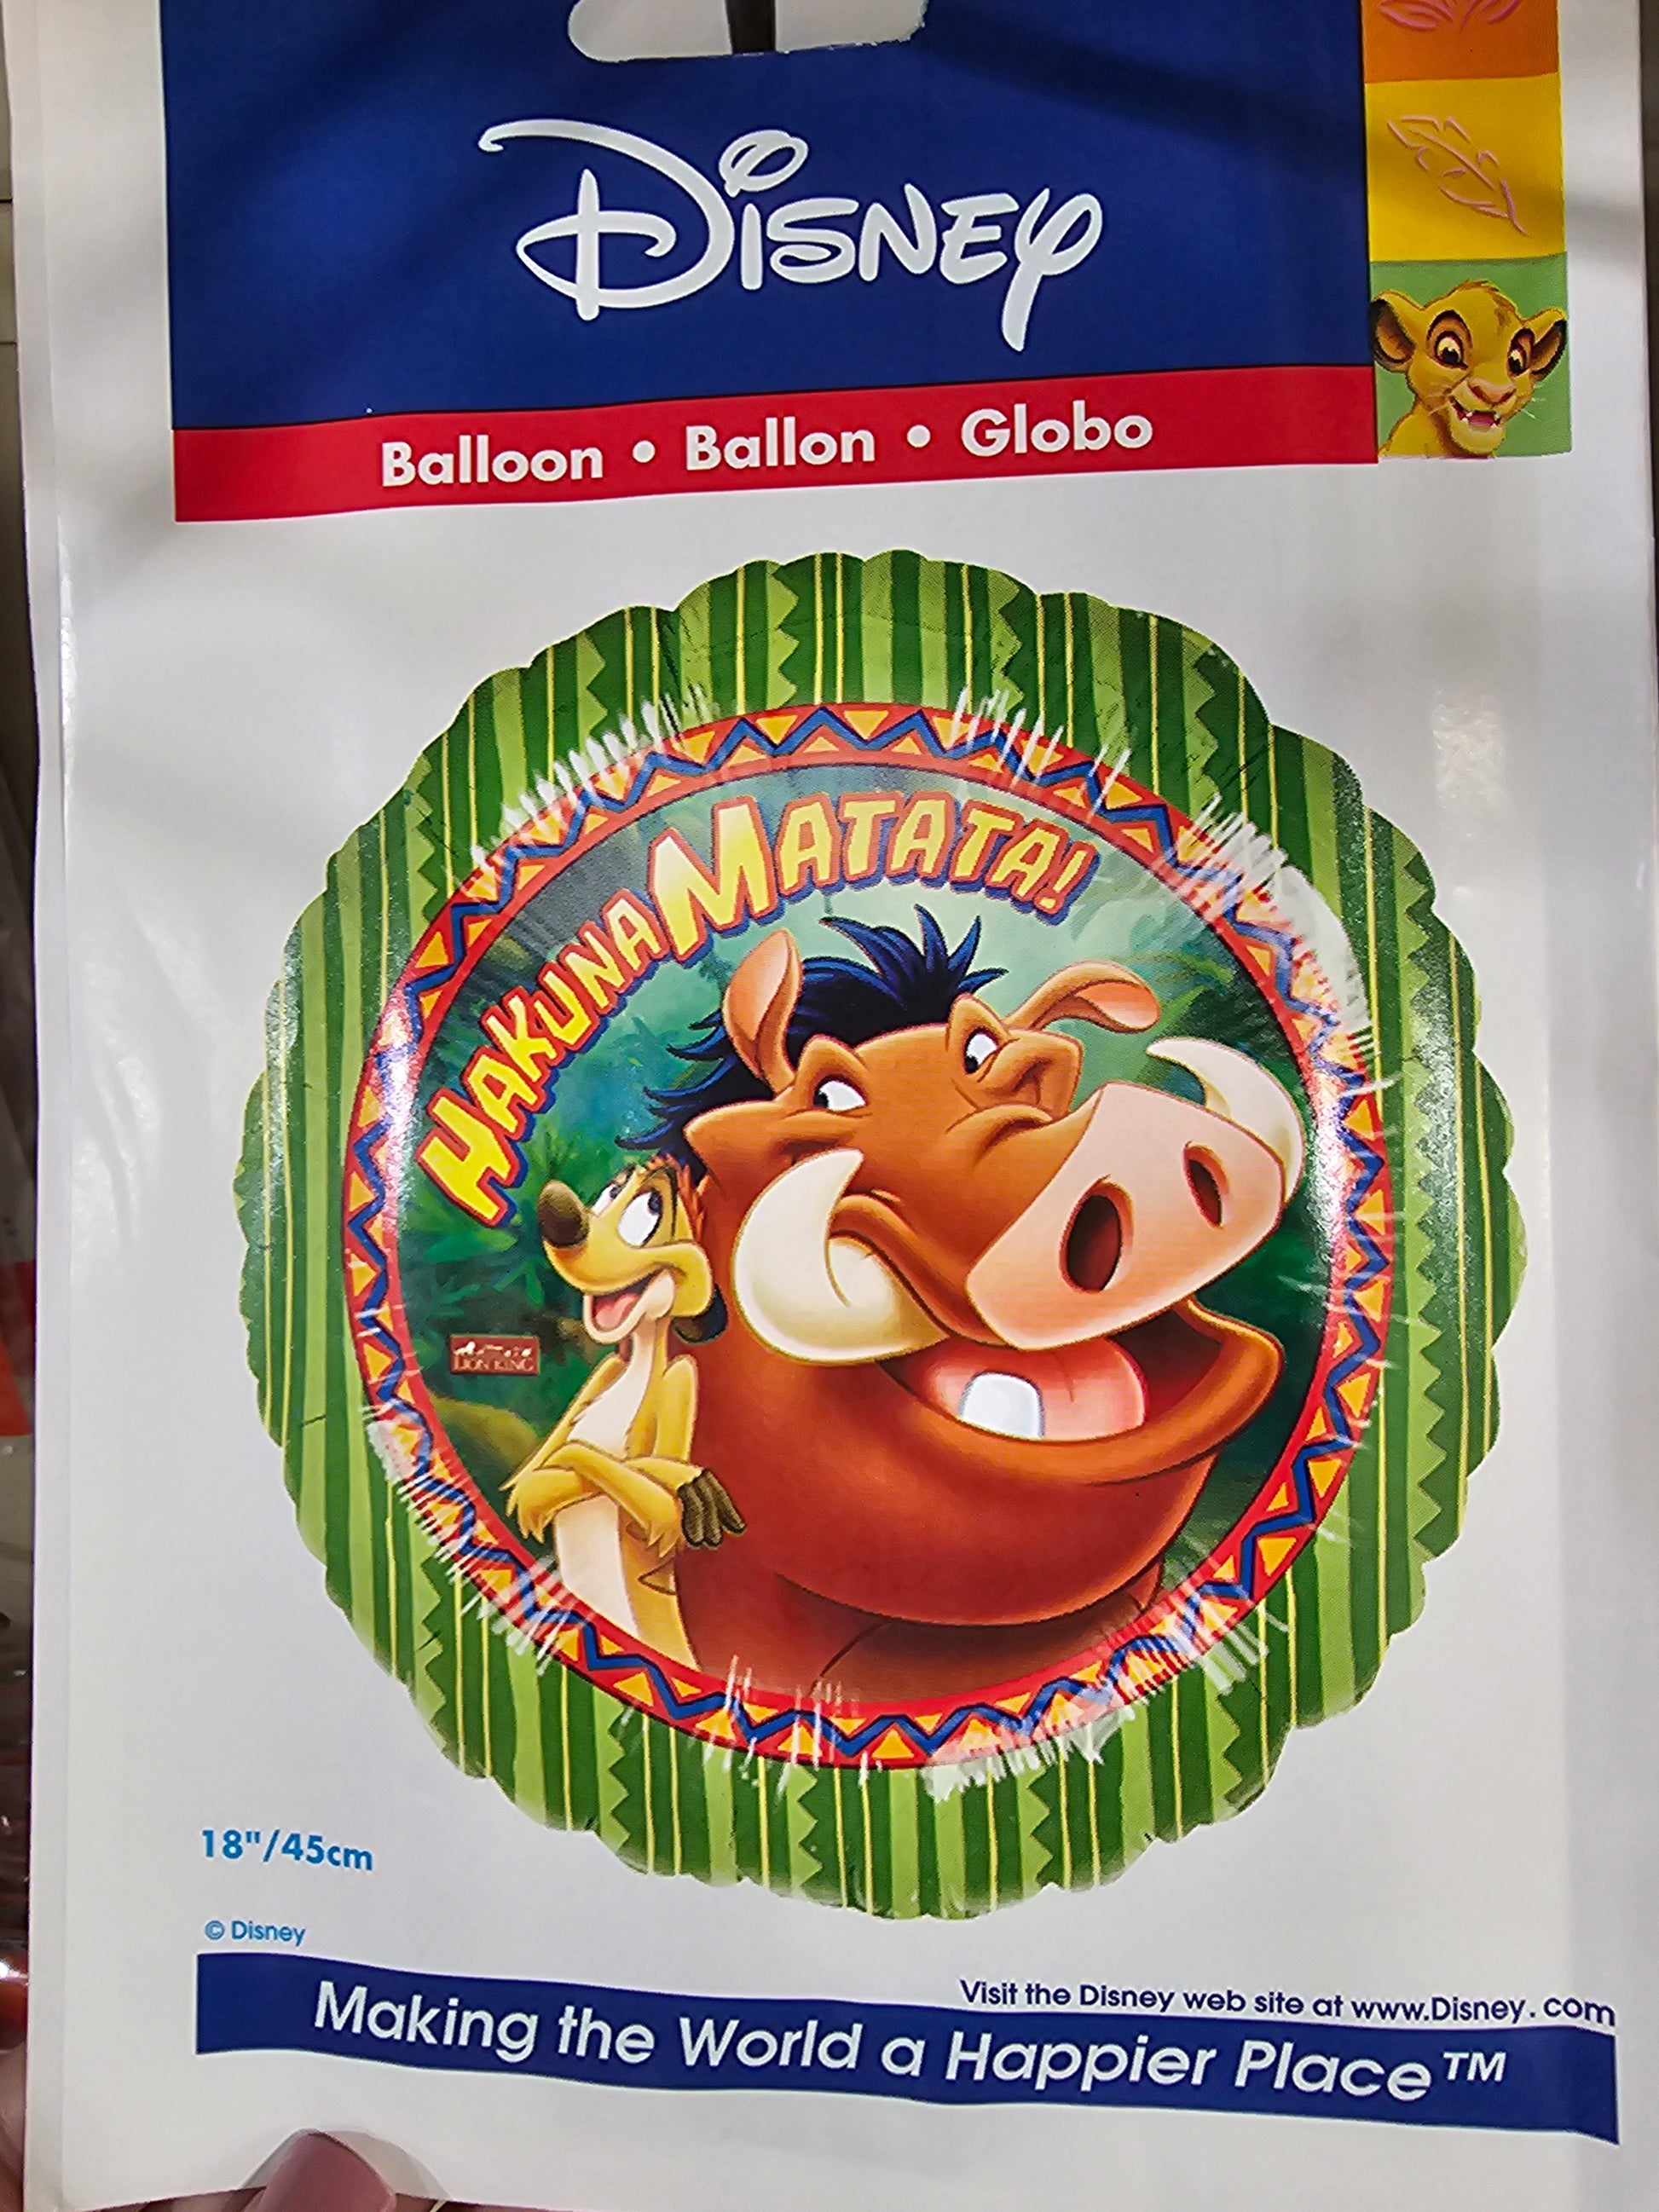 Disney
Balloon • Ballon • Globo
HAKUNA MATATA!
LION KING
18"/45cm
© Disney
Visit the Disney web site at www.Disney.com
Making the World a Happier Place™